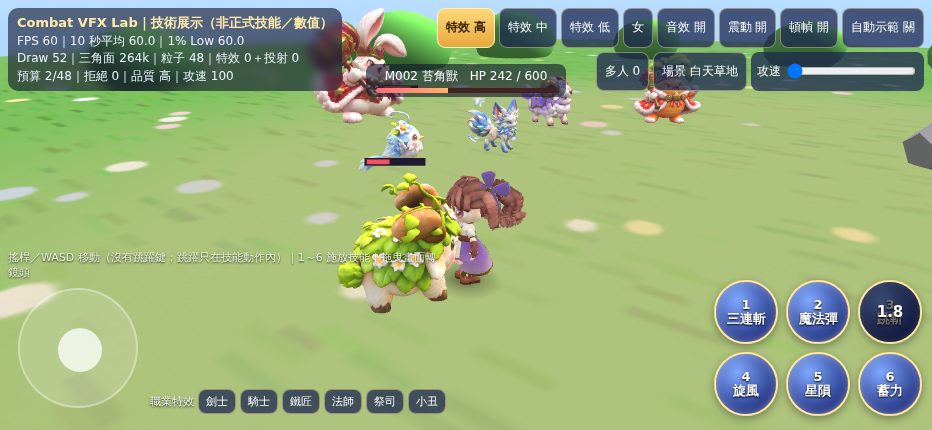 Combat VFX Lab｜技術展示（非正式技能／數值）
FPS 60｜10 秒平均 60.0｜1% Low 60.0
Draw 52｜三角面 264k｜粒子 48｜特效 0＋投射 0
預算 2/48｜拒絕 0｜品質 高｜攻速 100
特效 高
特效 中
特效 低
女
音效 開
震動 開
頓幀 開
自動示範 關
多人 0
場景 白天草地
攻速
M002 苔角獸 HP 242 / 600
搖桿／WASD 移動（沒有跳躍鍵；跳躍只在技能動作內）｜1～6 施放技能｜拖曳畫面轉
鏡頭
1
三連斬
2
魔法彈
3
1.8
跳斬
4
旋風
5
星隕
6
蓄力
職業特效
劍士
騎士
鐵匠
法師
祭司
小丑